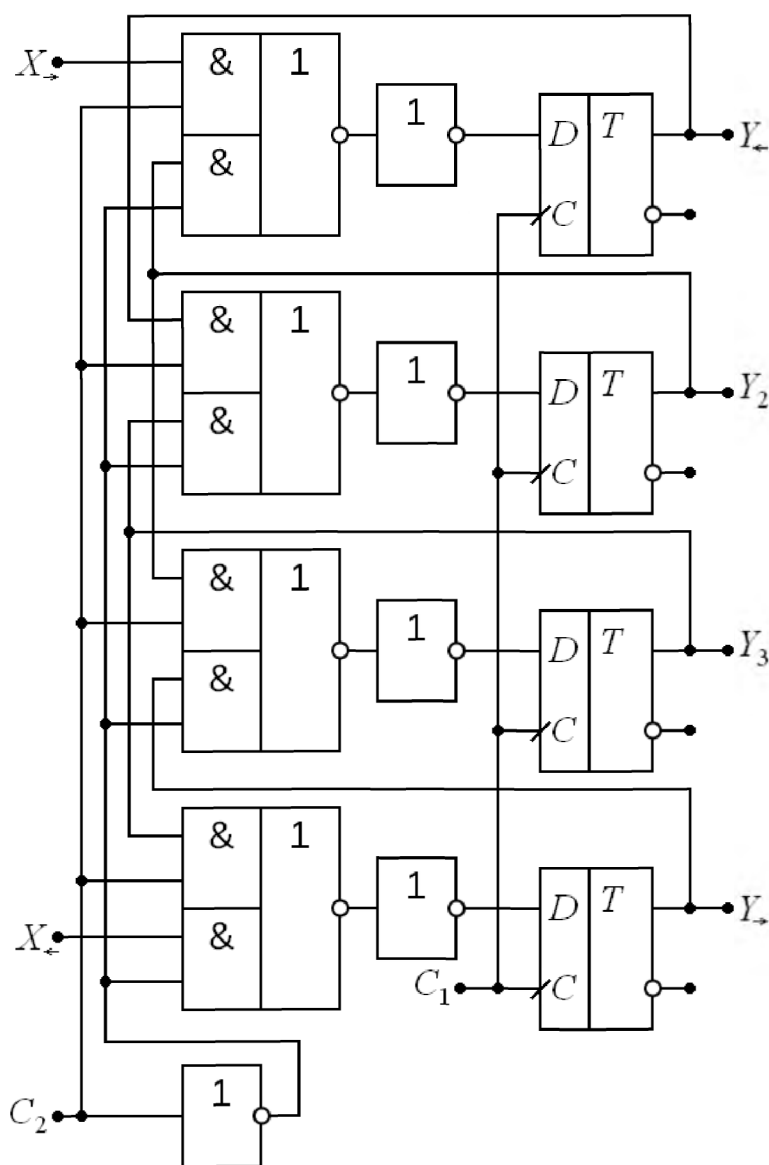 & 1
X→ 1
& D T Y←
C
& 1
1
& D T Y₂
C
& 1
1
& D T Y₃
C
& 1
1
X← & D T Y→
C₁ C
C₂ 1